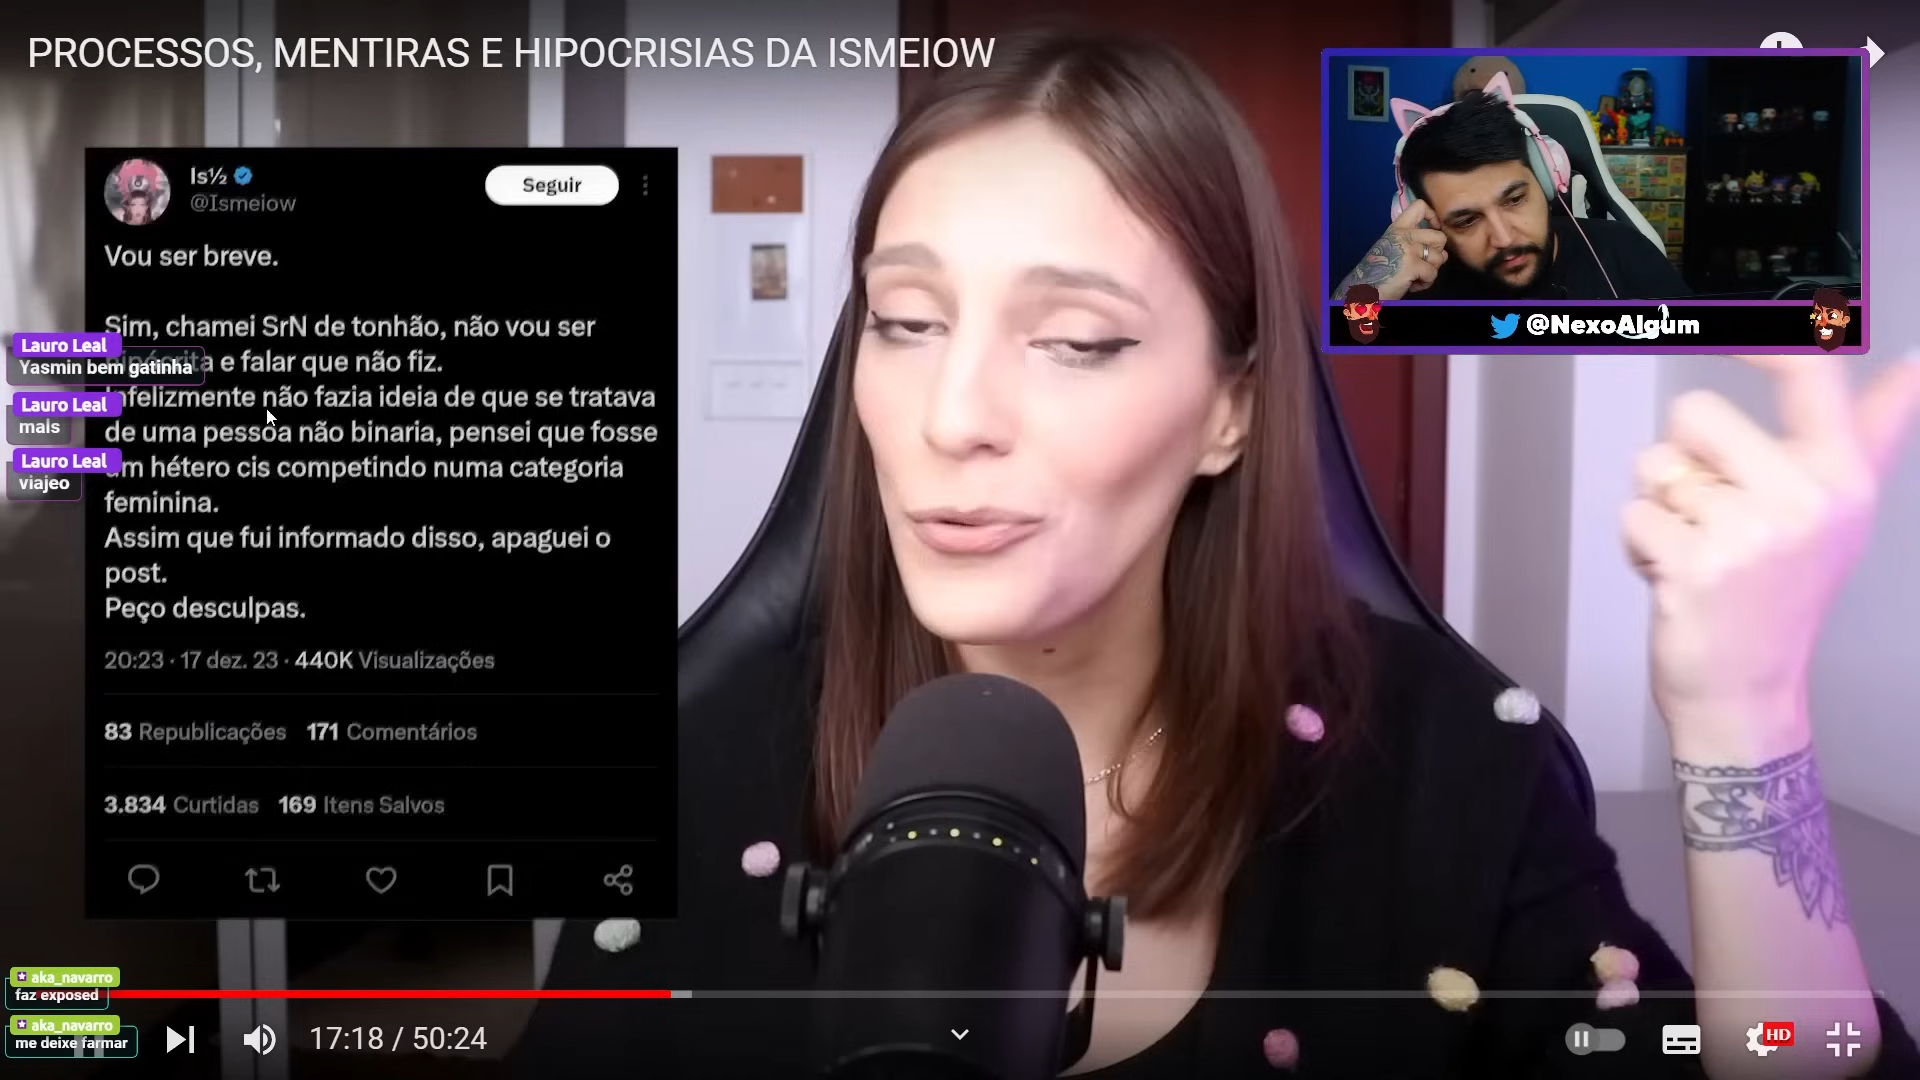 PROCESSOS, MENTIRAS E HIPOCRISIAS DA ISMEIOW
Is½
@Ismeiow
Seguir
Vou ser breve.
Sim, chamei SrN de tonhão, não vou ser
e falar que não fiz.
nfelizmente não fazia ideia de que se tratava
de uma pessoa não binaria, pensei que fosse
m hétero cis competindo numa categoria
feminina.
Assim que fui informado disso, apaguei o
post.
Peço desculpas.
20:23 · 17 dez. 23 · 440K Visualizações
83 Republicações 171 Comentários
3.834 Curtidas 169 Itens Salvos
Lauro Leal
Yasmin bem gatinha
Lauro Leal
mais
Lauro Leal
viajeo
@NexoAlgum
aka_navarro
faz exposed
aka_navarro
me deixe farmar
17:18 / 50:24
HD